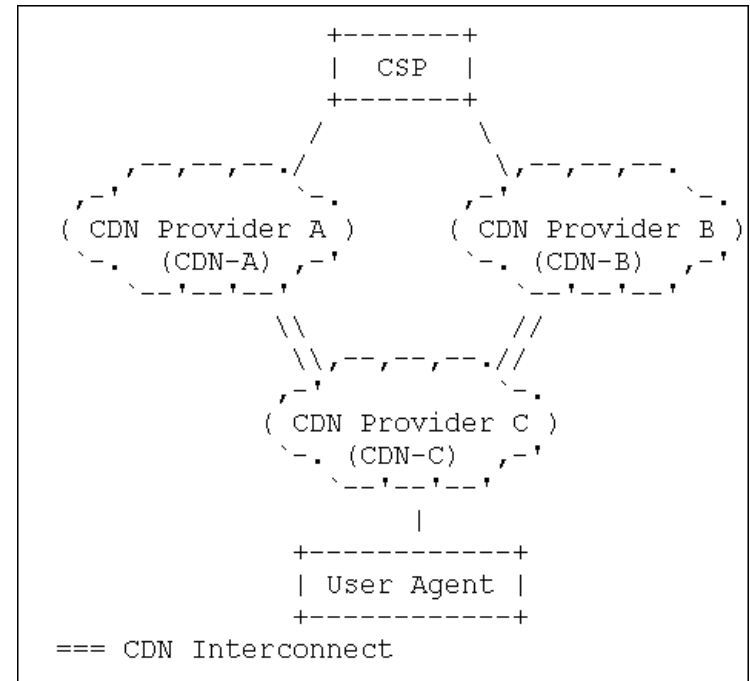 +-------+
| CSP |
+-------+
/ \
,--,--,--./ \,--,--,--.
,-' `-. ,-' `-.
( CDN Provider A ) ( CDN Provider B )
`-. (CDN-A) ,-' `-. (CDN-B) ,-'
`--'--'--' `--'--'--'
\\ //
\\,--,--,--.//
,-' `-.
( CDN Provider C )
`-. (CDN-C) ,-'
`--'--'--'
|
+------------+
| User Agent |
+------------+
=== CDN Interconnect